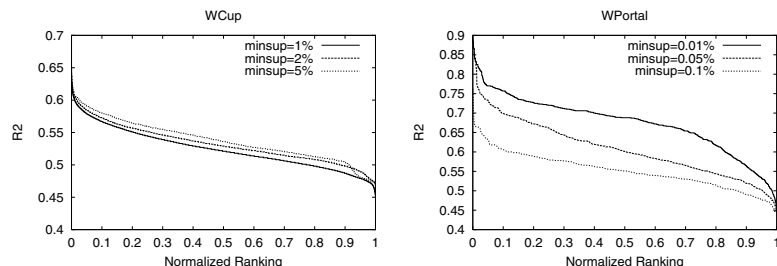 WCup
0.7
0.65
0.6
0.55
0.5
0.45
0.4
R2
minsup=1%
minsup=2%
minsup=5%
0 0.1 0.2 0.3 0.4 0.5 0.6 0.7 0.8 0.9 1
Normalized Ranking
WPortal
0.9
0.85
0.8
0.75
0.7
0.65
0.6
0.55
0.5
0.45
0.4
R2
minsup=0.01%
minsup=0.05%
minsup=0.1%
0 0.1 0.2 0.3 0.4 0.5 0.6 0.7 0.8 0.9 1
Normalized Ranking